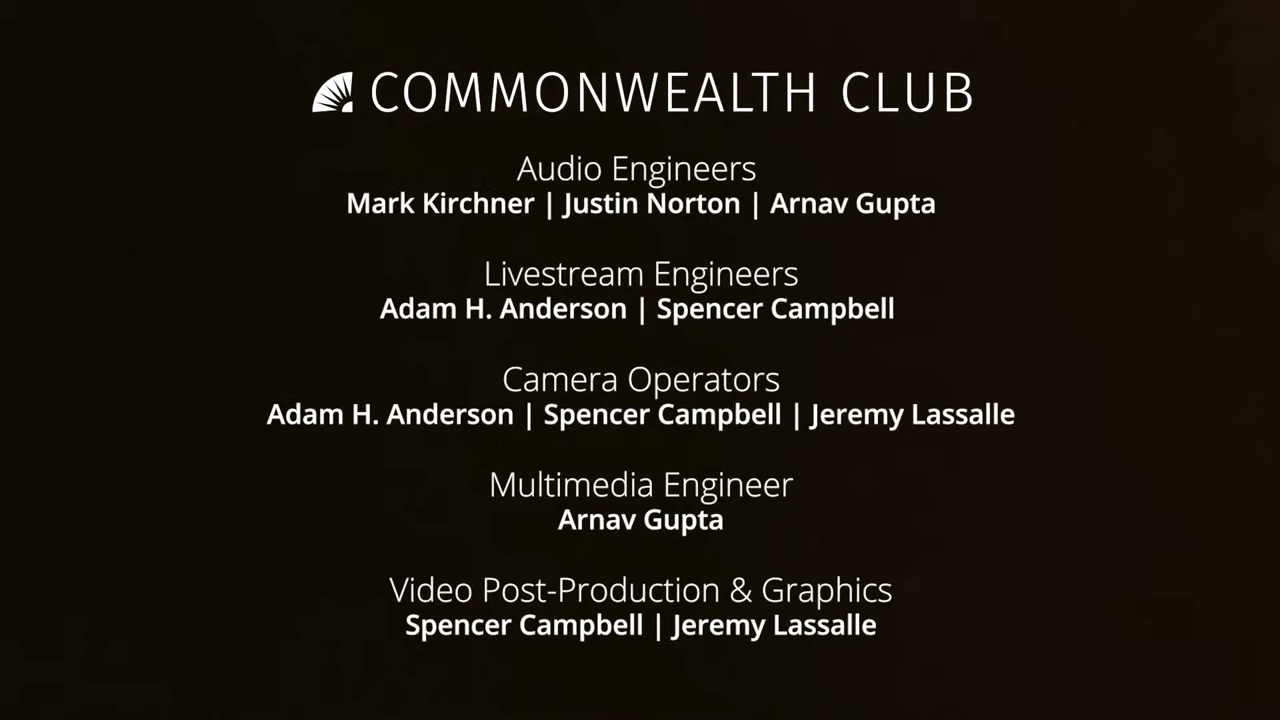 COMMONWEALTH CLUB
Audio Engineers
Mark Kirchner | Justin Norton | Arnav Gupta
Livestream Engineers
Adam H. Anderson | Spencer Campbell
Camera Operators
Adam H. Anderson | Spencer Campbell | Jeremy Lassalle
Multimedia Engineer
Arnav Gupta
Video Post-Production & Graphics
Spencer Campbell | Jeremy Lassalle